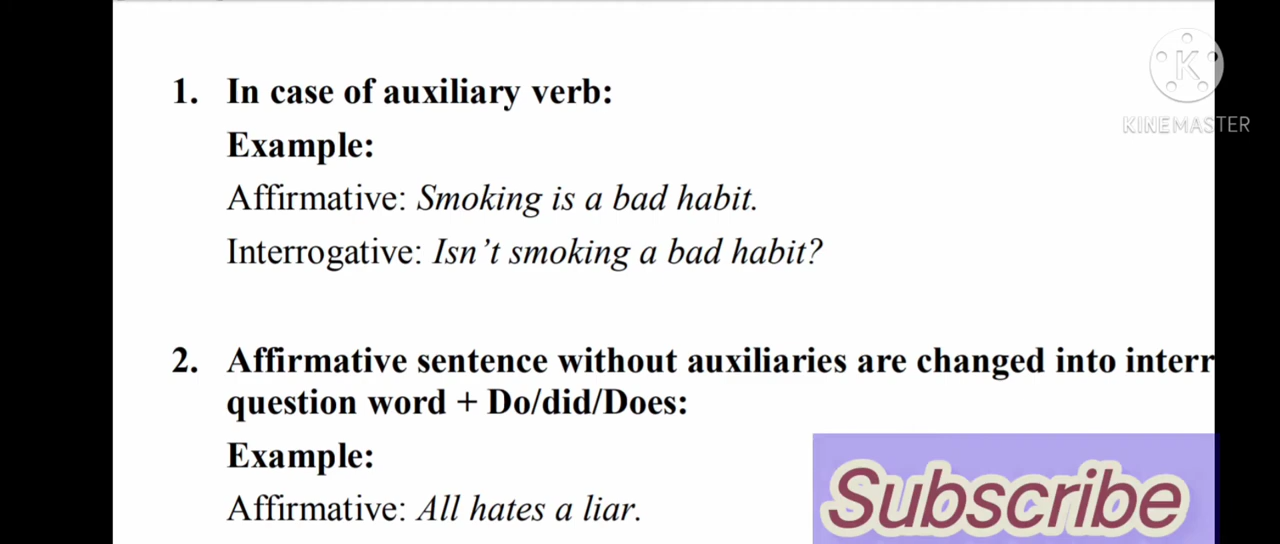 1. In case of auxiliary verb:
KINEMASTER
Example:
Affirmative: Smoking is a bad habit.
Interrogative: Isn't smoking a bad habit?
2. Affirmative sentence without auxiliaries are changed into interr
question word + Do/did/Does:
Example:
Affirmative: All hates a liar.
Subscribe